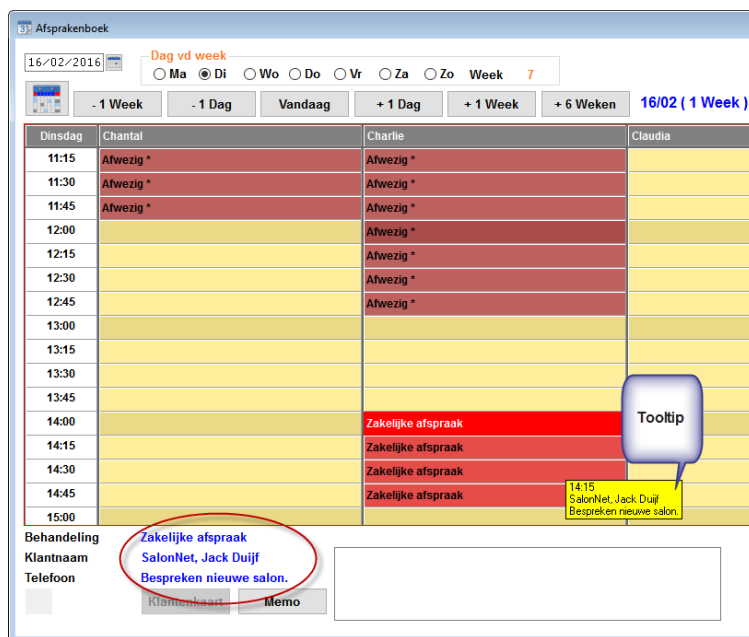 Afsprakenboek
16/02/2016
Dag vd week
Ma Di Wo Do Vr Za Zo Week 7
- 1 Week - 1 Dag Vandaag + 1 Dag + 1 Week + 6 Weken 16/02 ( 1 Week )
Dinsdag Chantal Charlie Claudia
11:15 Afwezig * Afwezig *
11:30 Afwezig * Afwezig *
11:45 Afwezig * Afwezig *
12:00 Afwezig *
12:15 Afwezig *
12:30 Afwezig *
12:45 Afwezig *
13:00
13:15
13:30
13:45
14:00 Zakelijke afspraak
Tooltip
14:15 Zakelijke afspraak
14:30 Zakelijke afspraak
14:45 Zakelijke afspraak
14:15
SalonNet, Jack Duijf
Bespreken nieuwe salon.
15:00
Behandeling Zakelijke afspraak
Klantnaam SalonNet, Jack Duijf
Telefoon Bespreken nieuwe salon.
Klantenkaart Memo